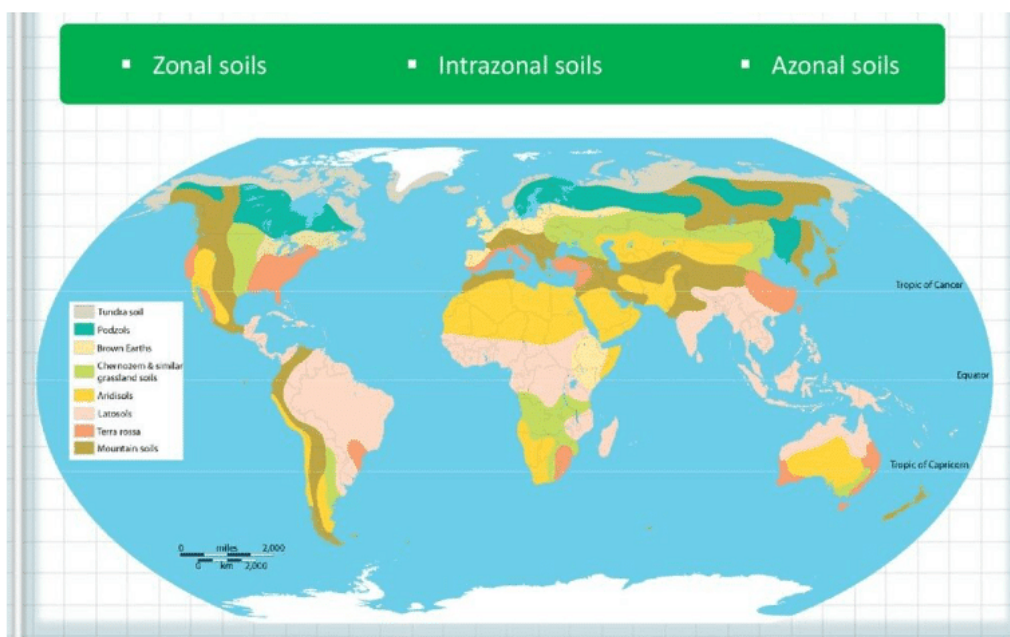 ▪ Zonal soils ▪ Intrazonal soils ▪ Azonal soils
Tropic of Cancer
Tundra soil
Podzols
Brown Earths
Chernozem & similar
grassland soils
Aridisols
Latosols
Terra rossa
Mountain soils
Equator
Tropic of Capricorn
0 miles 2,000
0 km 2,000